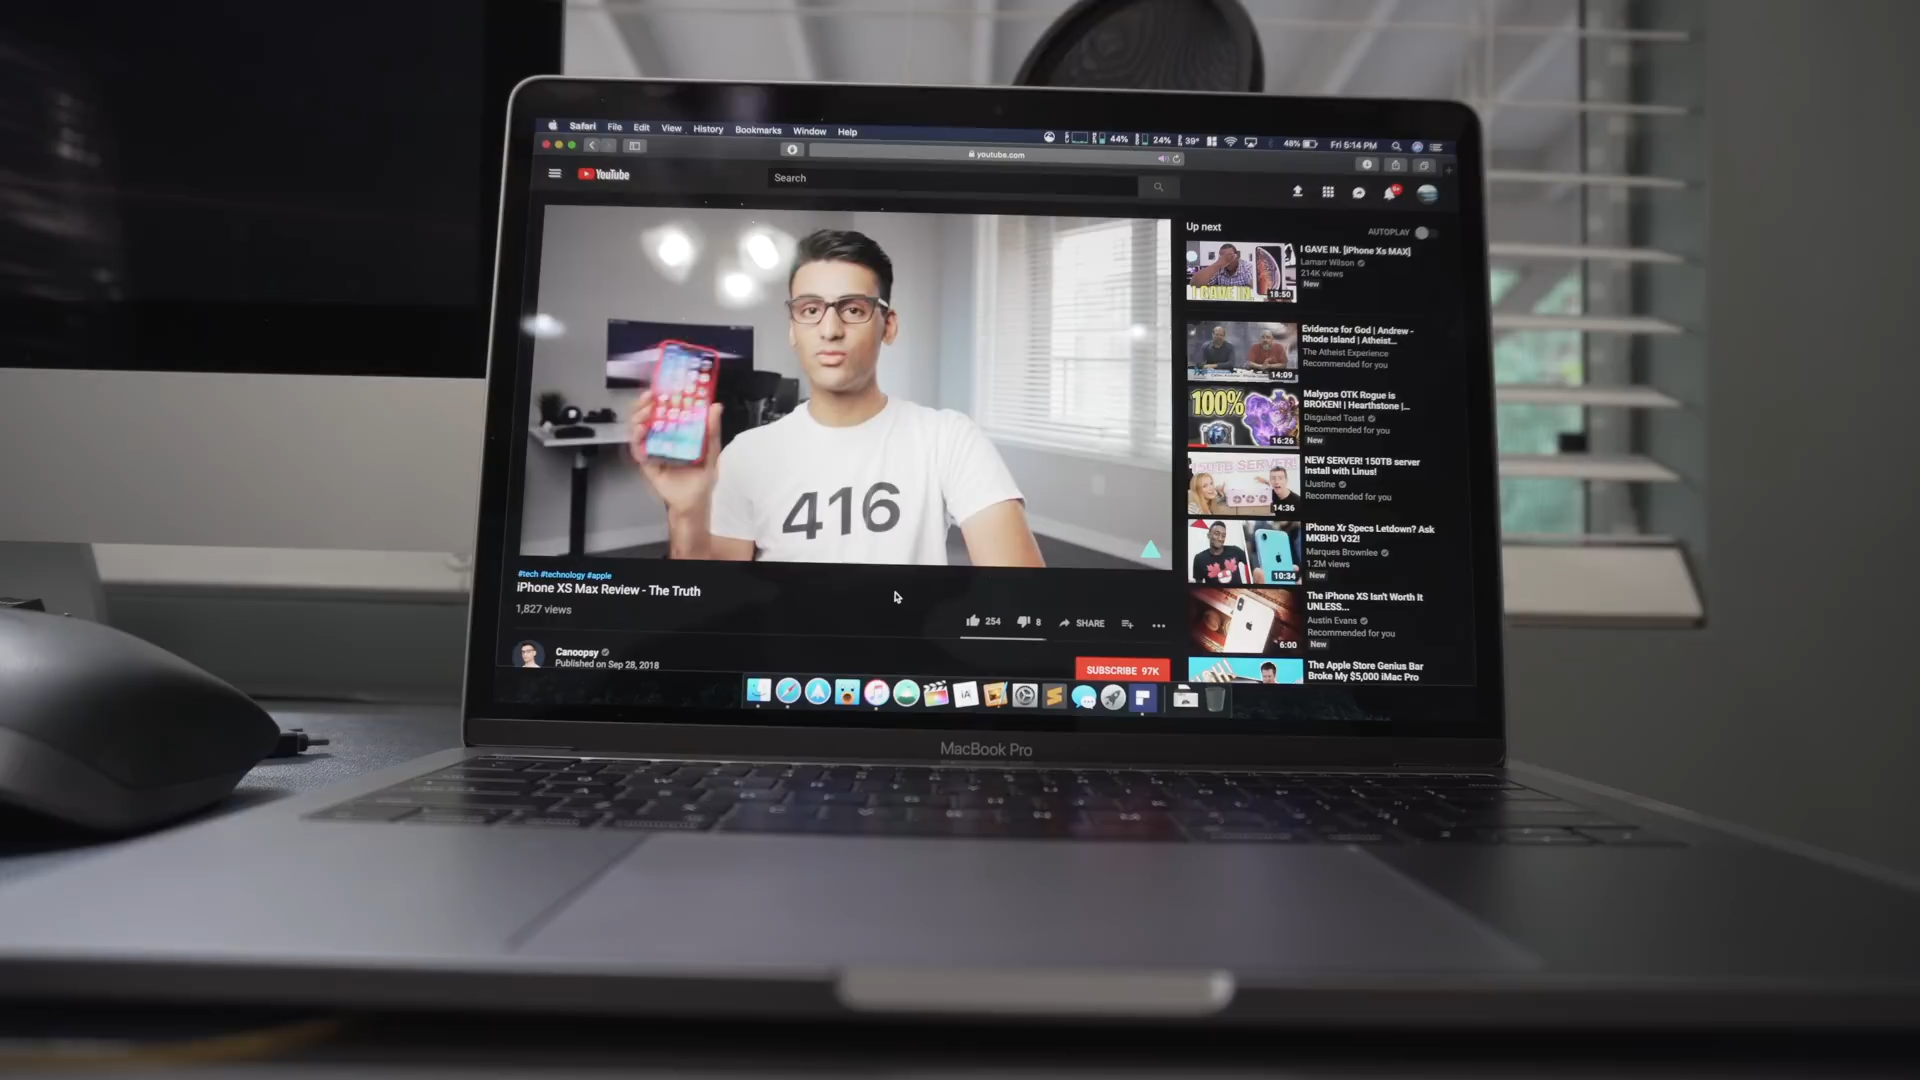 Safari File Edit View History Bookmarks Window Help
44% 24% 39° 48% Fri 5:14 PM
youtube.com
YouTube
Search
Up next
AUTOPLAY
I GAVE IN. [iPhone Xs MAX]
Lamarr Wilson
214K views
New
I GAVE IN.
18:50
Evidence for God | Andrew -
Rhode Island | Atheist...
The Atheist Experience
Recommended for you
14:09
Malygos OTK Rogue is
BROKEN! | Hearthstone |...
Disguised Toast
Recommended for you
New
100%
16:26
NEW SERVER! 150TB server
install with Linus!
iJustine
Recommended for you
150TB SERVER!
14:36
iPhone Xr Specs Letdown? Ask
MKBHD V32!
Marques Brownlee
1.2M views
New
10:34
The iPhone XS Isn't Worth It
UNLESS...
Austin Evans
Recommended for you
New
6:00
The Apple Store Genius Bar
Broke My $5,000 iMac Pro
416
#tech #technology #apple
iPhone XS Max Review - The Truth
1,827 views
254 8 SHARE
Canoopsy
Published on Sep 28, 2018
SUBSCRIBE 97K
iA
MacBook Pro